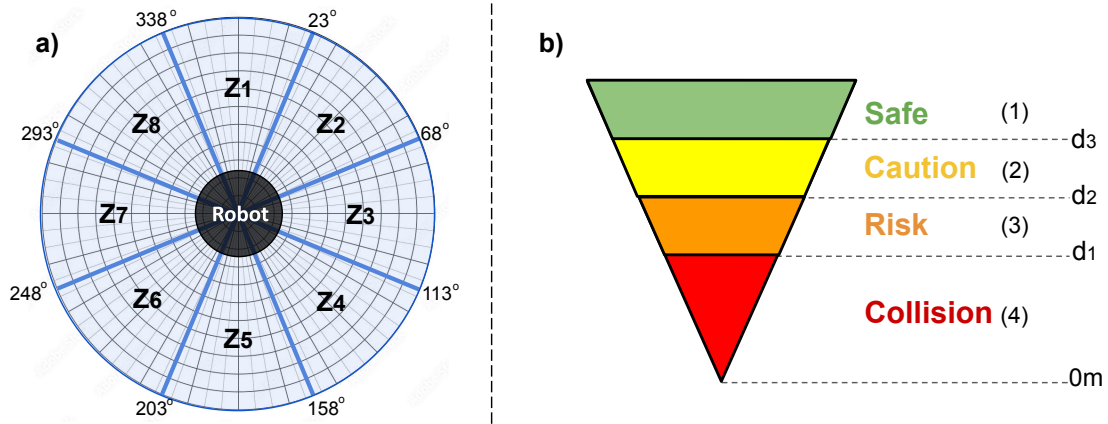 a)
338°
23°
Z1
Z8
Z2
293°
68°
Z7
Robot
Z3
248°
113°
Z6
Z4
Z5
203°
158°
b)
Safe (1)
d3
Caution (2)
d2
Risk (3)
d1
Collision (4)
0m